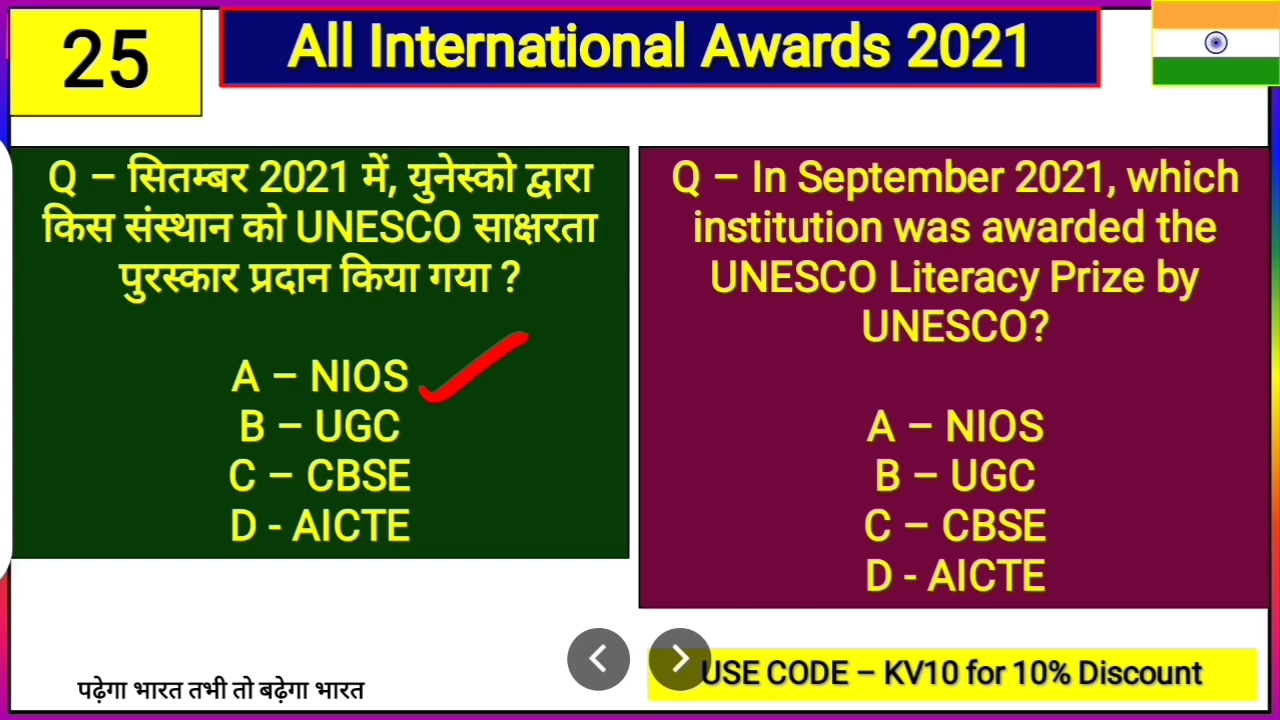 25
All International Awards 2021
Q – सितम्बर 2021 में, युनेस्को द्वारा
किस संस्थान को UNESCO साक्षरता
पुरस्कार प्रदान किया गया ?
A – NIOS
B – UGC
C – CBSE
D - AICTE
Q – In September 2021, which
institution was awarded the
UNESCO Literacy Prize by
UNESCO?
A – NIOS
B – UGC
C – CBSE
D - AICTE
पढ़ेगा भारत तभी तो बढ़ेगा भारत
USE CODE – KV10 for 10% Discount